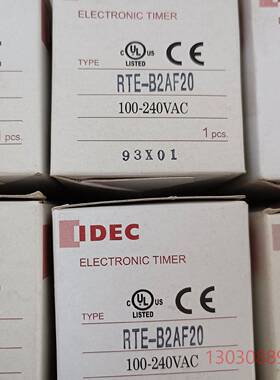 ELECTRONIC TIMER
C UL US LISTED CE
TYPE
RTE-B2AF20
100-240VAC
pcs.
1 pcs.
93X01
IDEC
ELECTRONIC TIMER
C UL US LISTED CE
TYPE
RTE-B2AF20
100-240VAC